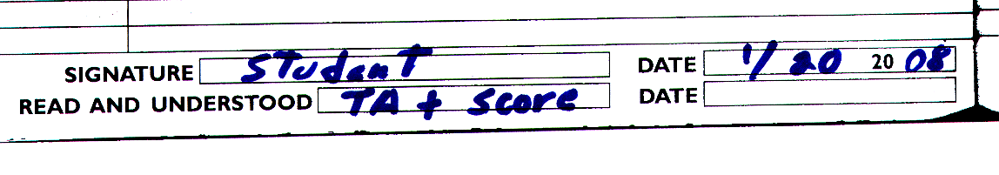 SIGNATURE Student DATE 1/20 20 08
READ AND UNDERSTOOD TA + Score DATE